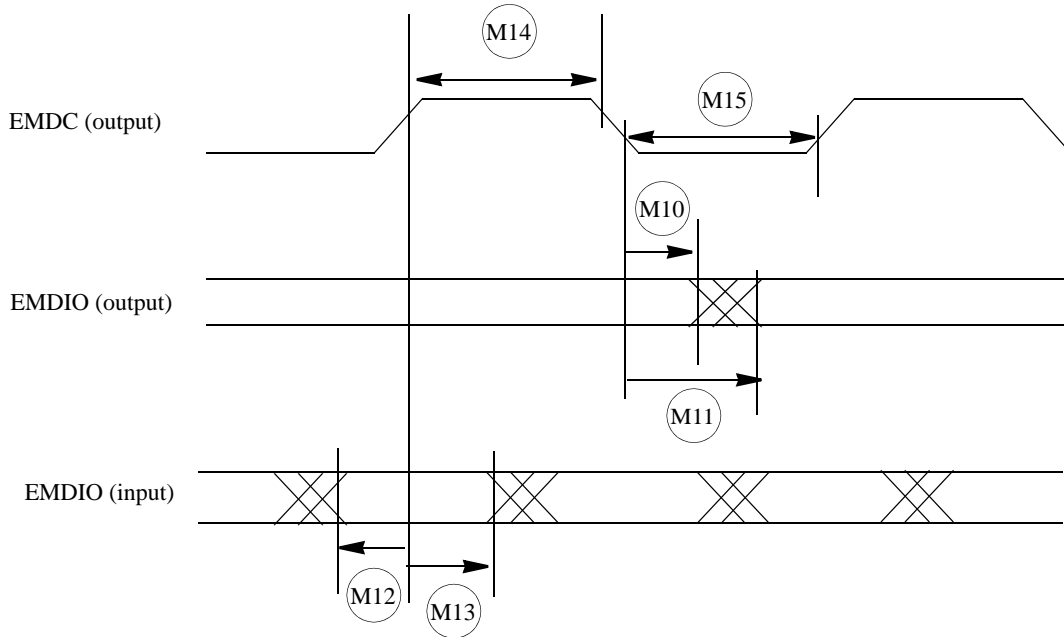 M14
M15
EMDC (output)
M10
EMDIO (output)
M11
EMDIO (input)
M12
M13